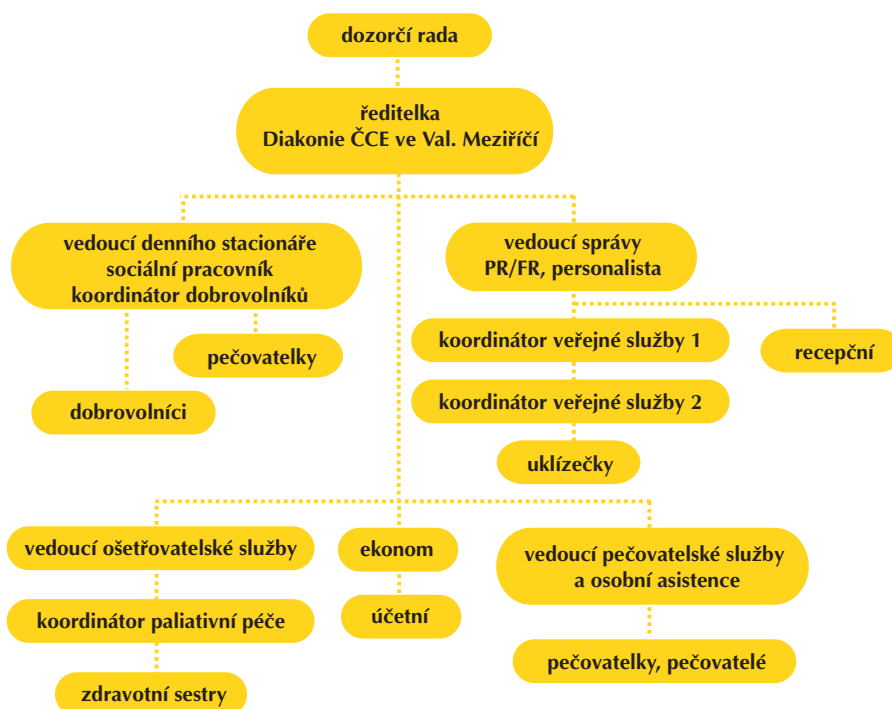 dozorčí rada
ředitelka
Diakonie ČCE ve Val. Meziříčí
vedoucí denního stacionáře
sociální pracovník
koordinátor dobrovolníků
vedoucí správy
PR/FR, personalista
pečovatelky
dobrovolníci
koordinátor veřejné služby 1
recepční
koordinátor veřejné služby 2
uklízečky
vedoucí ošetřovatelské služby
ekonom
vedoucí pečovatelské služby
a osobní asistence
koordinátor paliativní péče
účetní
pečovatelky, pečovatelé
zdravotní sestry